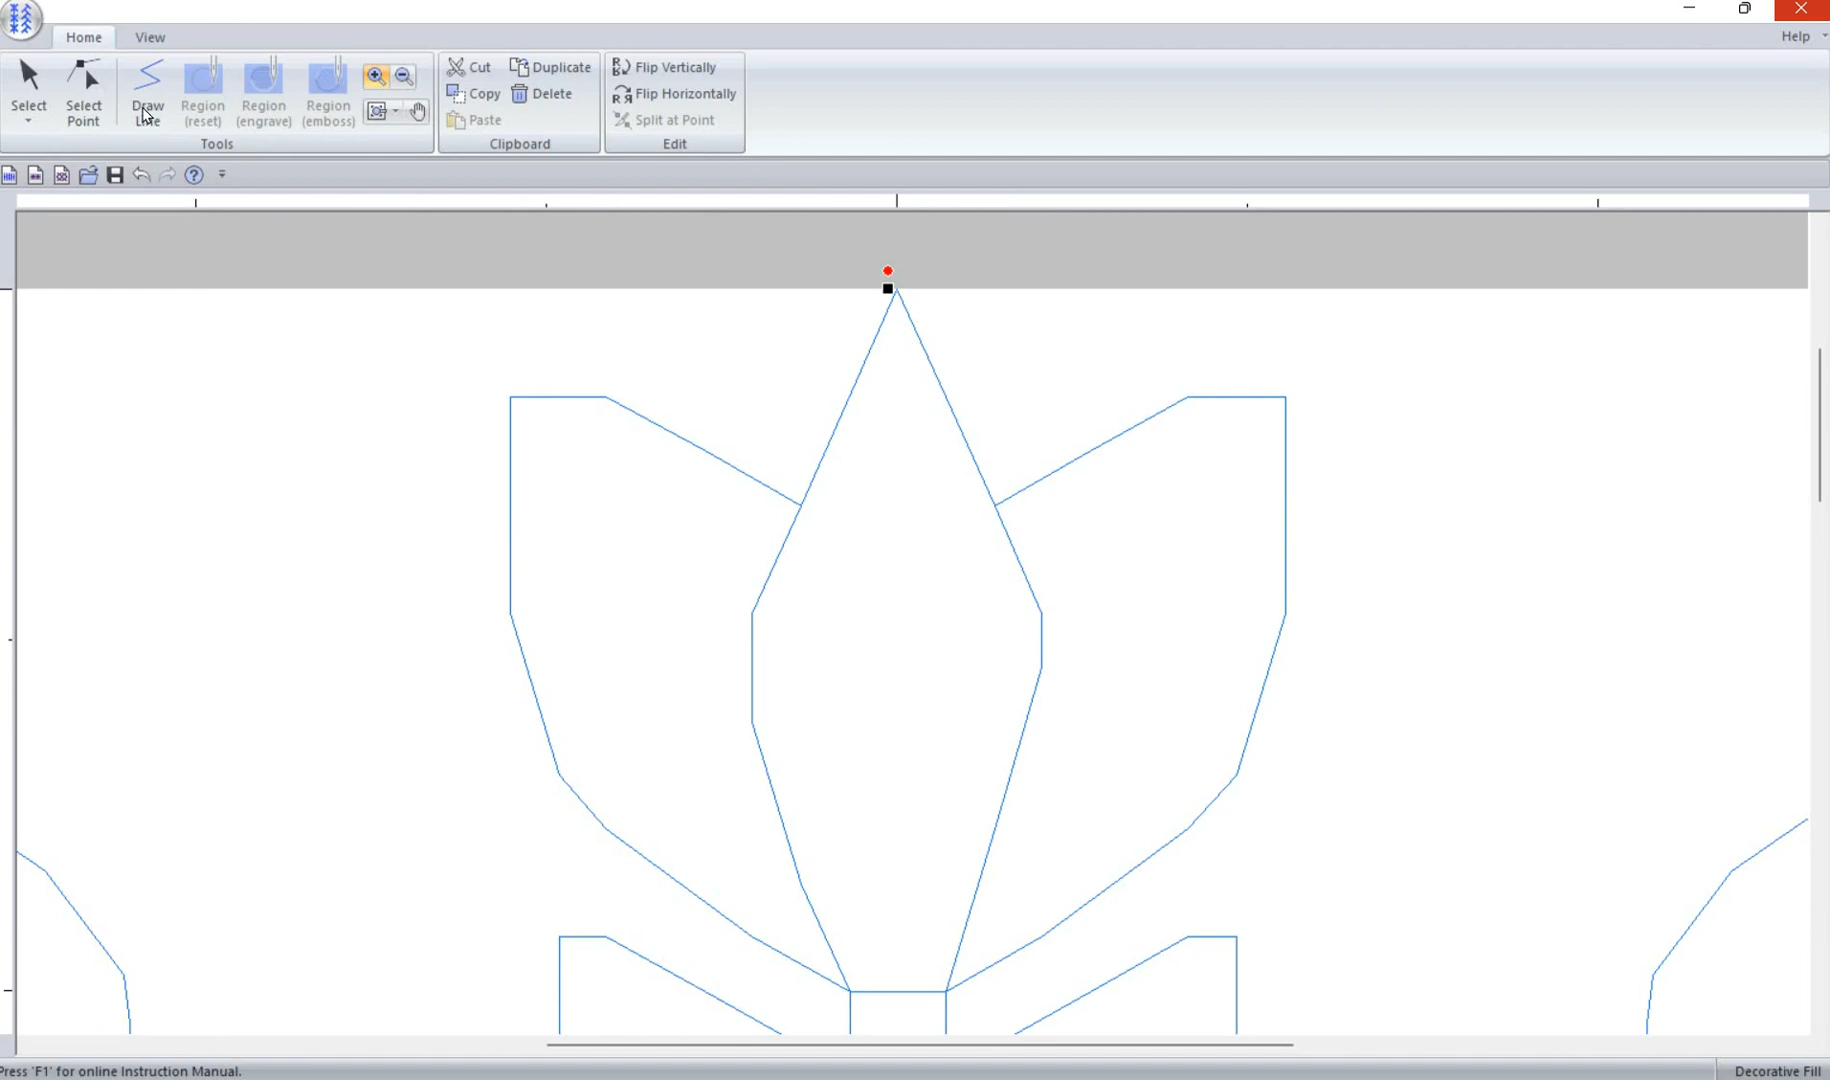 Home View Help
Select Select Point Draw Line Region (reset) Region (engrave) Region (emboss)
Tools
Cut Duplicate
Copy Delete
Paste
Clipboard
Flip Vertically
Flip Horizontally
Split at Point
Edit
Press 'F1' for online Instruction Manual. Decorative Fill